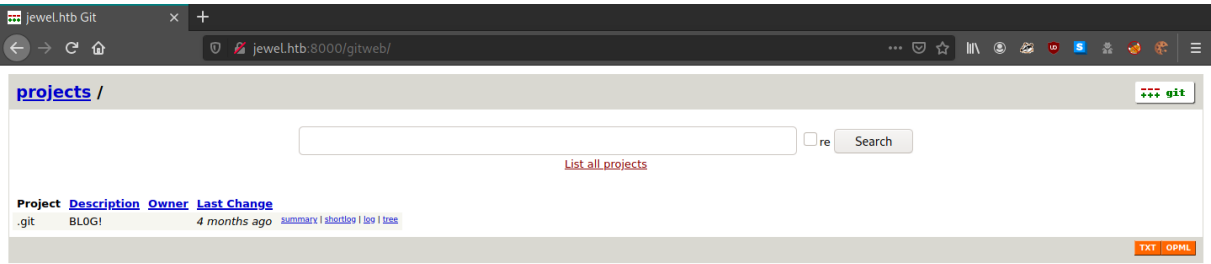 jewel.htb Git
jewel.htb:8000/gitweb/
projects /
git
re Search
List all projects
Project Description Owner Last Change
.git BL0G! 4 months ago summary | shortlog | log | tree
TXT OPML